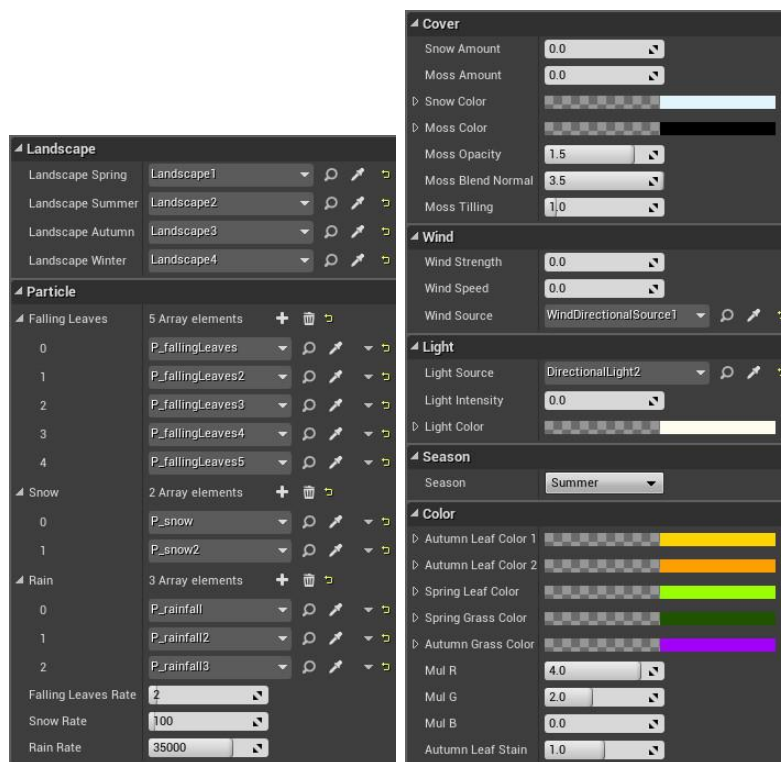 Landscape
Landscape Spring Landscape1
Landscape Summer Landscape2
Landscape Autumn Landscape3
Landscape Winter Landscape4
Particle
Falling Leaves 5 Array elements
0 P_fallingLeaves
1 P_fallingLeaves2
2 P_fallingLeaves3
3 P_fallingLeaves4
4 P_fallingLeaves5
Snow 2 Array elements
0 P_snow
1 P_snow2
Rain 3 Array elements
0 P_rainfall
1 P_rainfall2
2 P_rainfall3
Falling Leaves Rate 2
Snow Rate 100
Rain Rate 35000
Cover
Snow Amount 0.0
Moss Amount 0.0
Snow Color
Moss Color
Moss Opacity 1.5
Moss Blend Normal 3.5
Moss Tilling 1.0
Wind
Wind Strength 0.0
Wind Speed 0.0
Wind Source WindDirectionalSource1
Light
Light Source DirectionalLight2
Light Intensity 0.0
Light Color
Season
Season Summer
Color
Autumn Leaf Color 1
Autumn Leaf Color 2
Spring Leaf Color
Spring Grass Color
Autumn Grass Color
Mul R 4.0
Mul G 2.0
Mul B 0.0
Autumn Leaf Stain 1.0